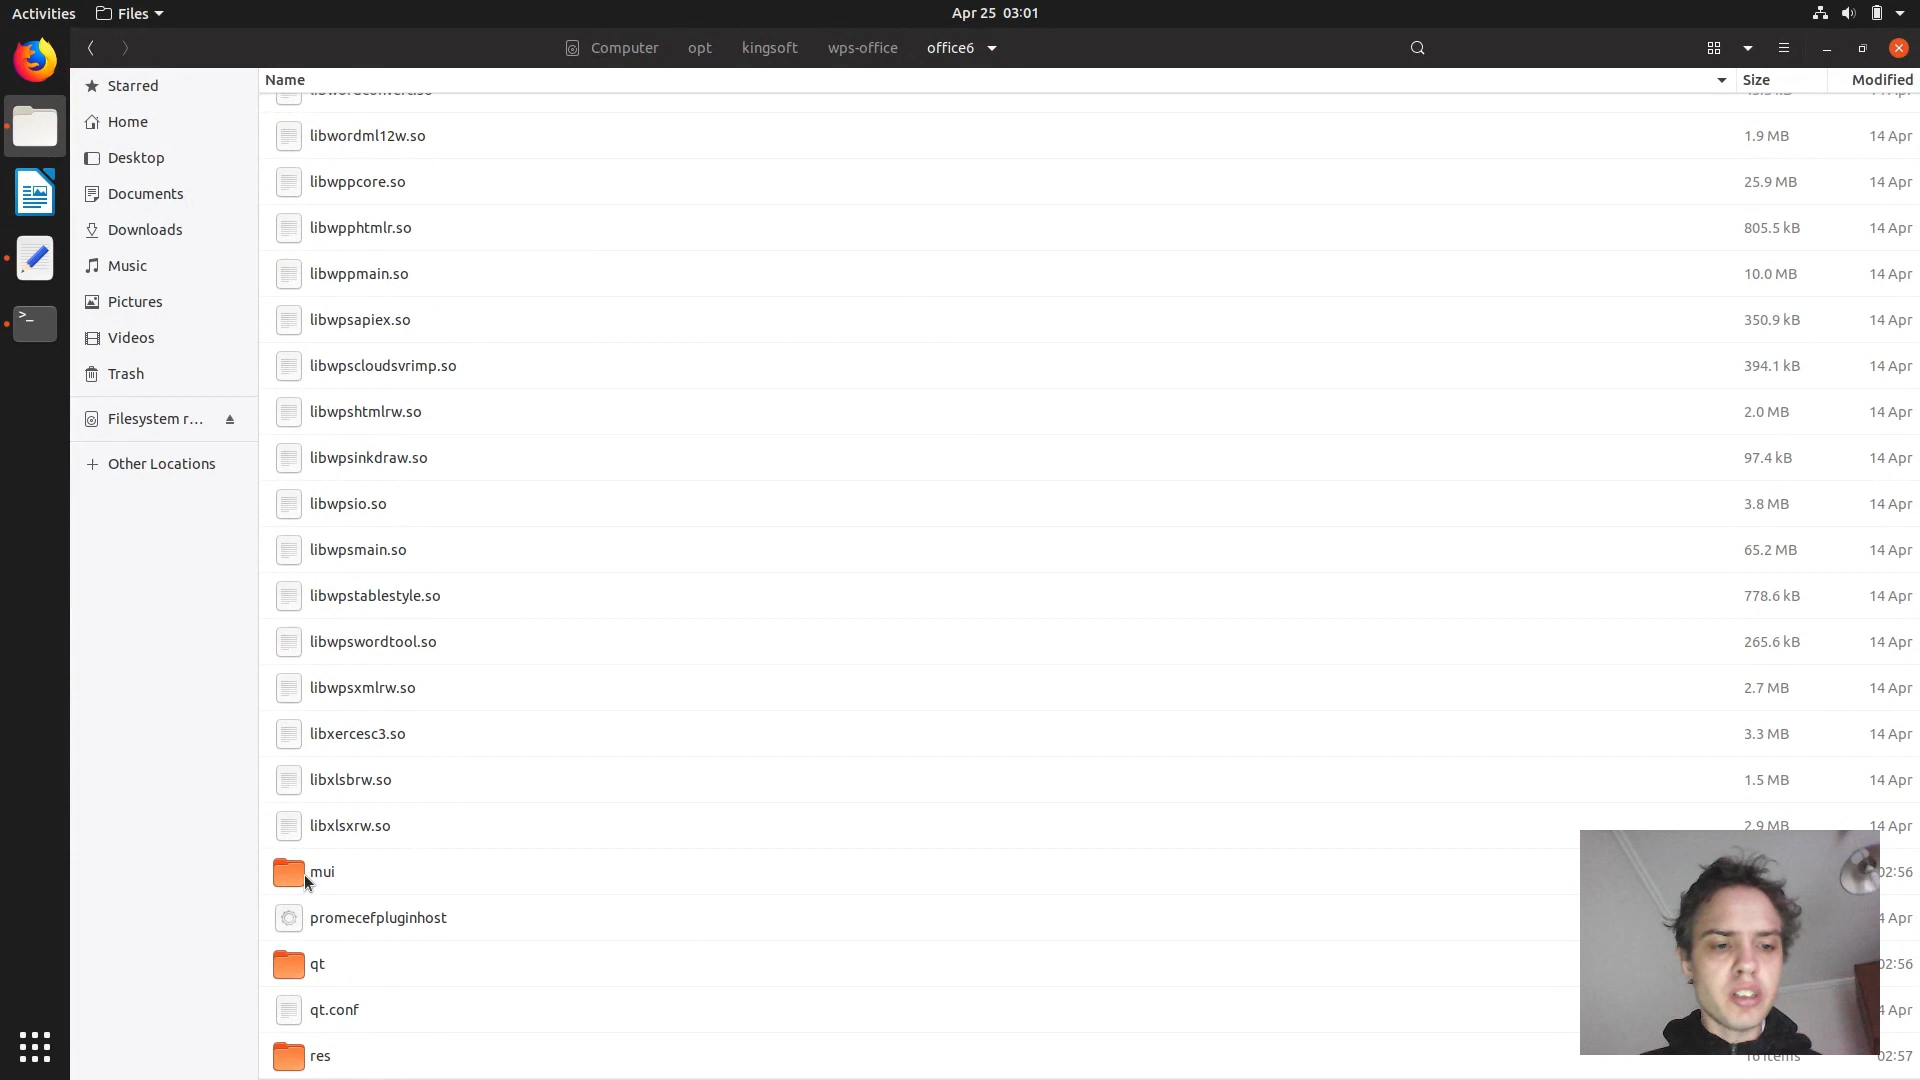 Activities Files Apr 25 03:01
Computer opt kingsoft wps-office office6
Name Size Modified
Starred
Home
Desktop
Documents
Downloads
Music
Pictures
Videos
Trash
Filesystem r…
Other Locations
libwordml12w.so 1.9 MB 14 Apr
libwppcore.so 25.9 MB 14 Apr
libwpphtmlr.so 805.5 kB 14 Apr
libwppmain.so 10.0 MB 14 Apr
libwpsapiex.so 350.9 kB 14 Apr
libwpscloudsvrimp.so 394.1 kB 14 Apr
libwpshtmlrw.so 2.0 MB 14 Apr
libwpsinkdraw.so 97.4 kB 14 Apr
libwpsio.so 3.8 MB 14 Apr
libwpsmain.so 65.2 MB 14 Apr
libwpstablestyle.so 778.6 kB 14 Apr
libwpswordtool.so 265.6 kB 14 Apr
libwpsxmlrw.so 2.7 MB 14 Apr
libxercesc3.so 3.3 MB 14 Apr
libxlsbrw.so 1.5 MB 14 Apr
libxlsxrw.so 2.9 MB 14 Apr
mui 02:56
promecefpluginhost Apr
qt 02:56
qt.conf Apr
res 16 items 02:57